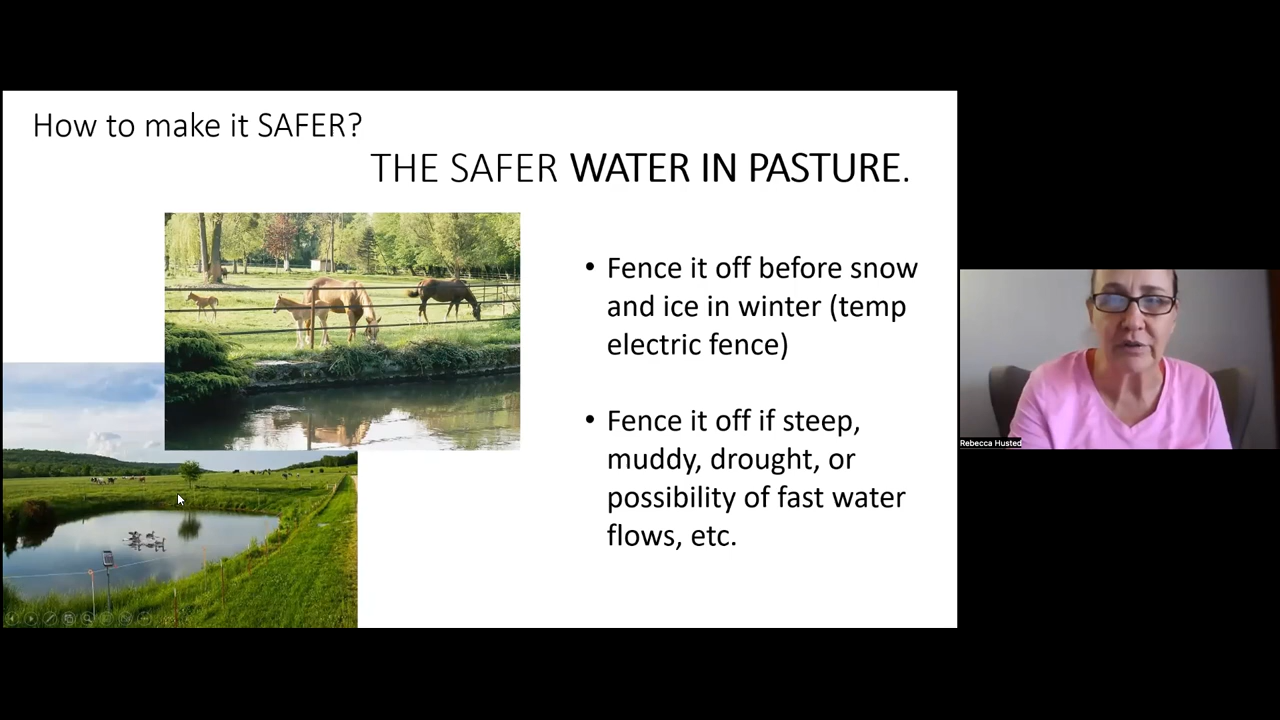 How to make it SAFER?
THE SAFER WATER IN PASTURE.
• Fence it off before snow
and ice in winter (temp
electric fence)
• Fence it off if steep,
muddy, drought, or
possibility of fast water
flows, etc.
Rebecca Husted